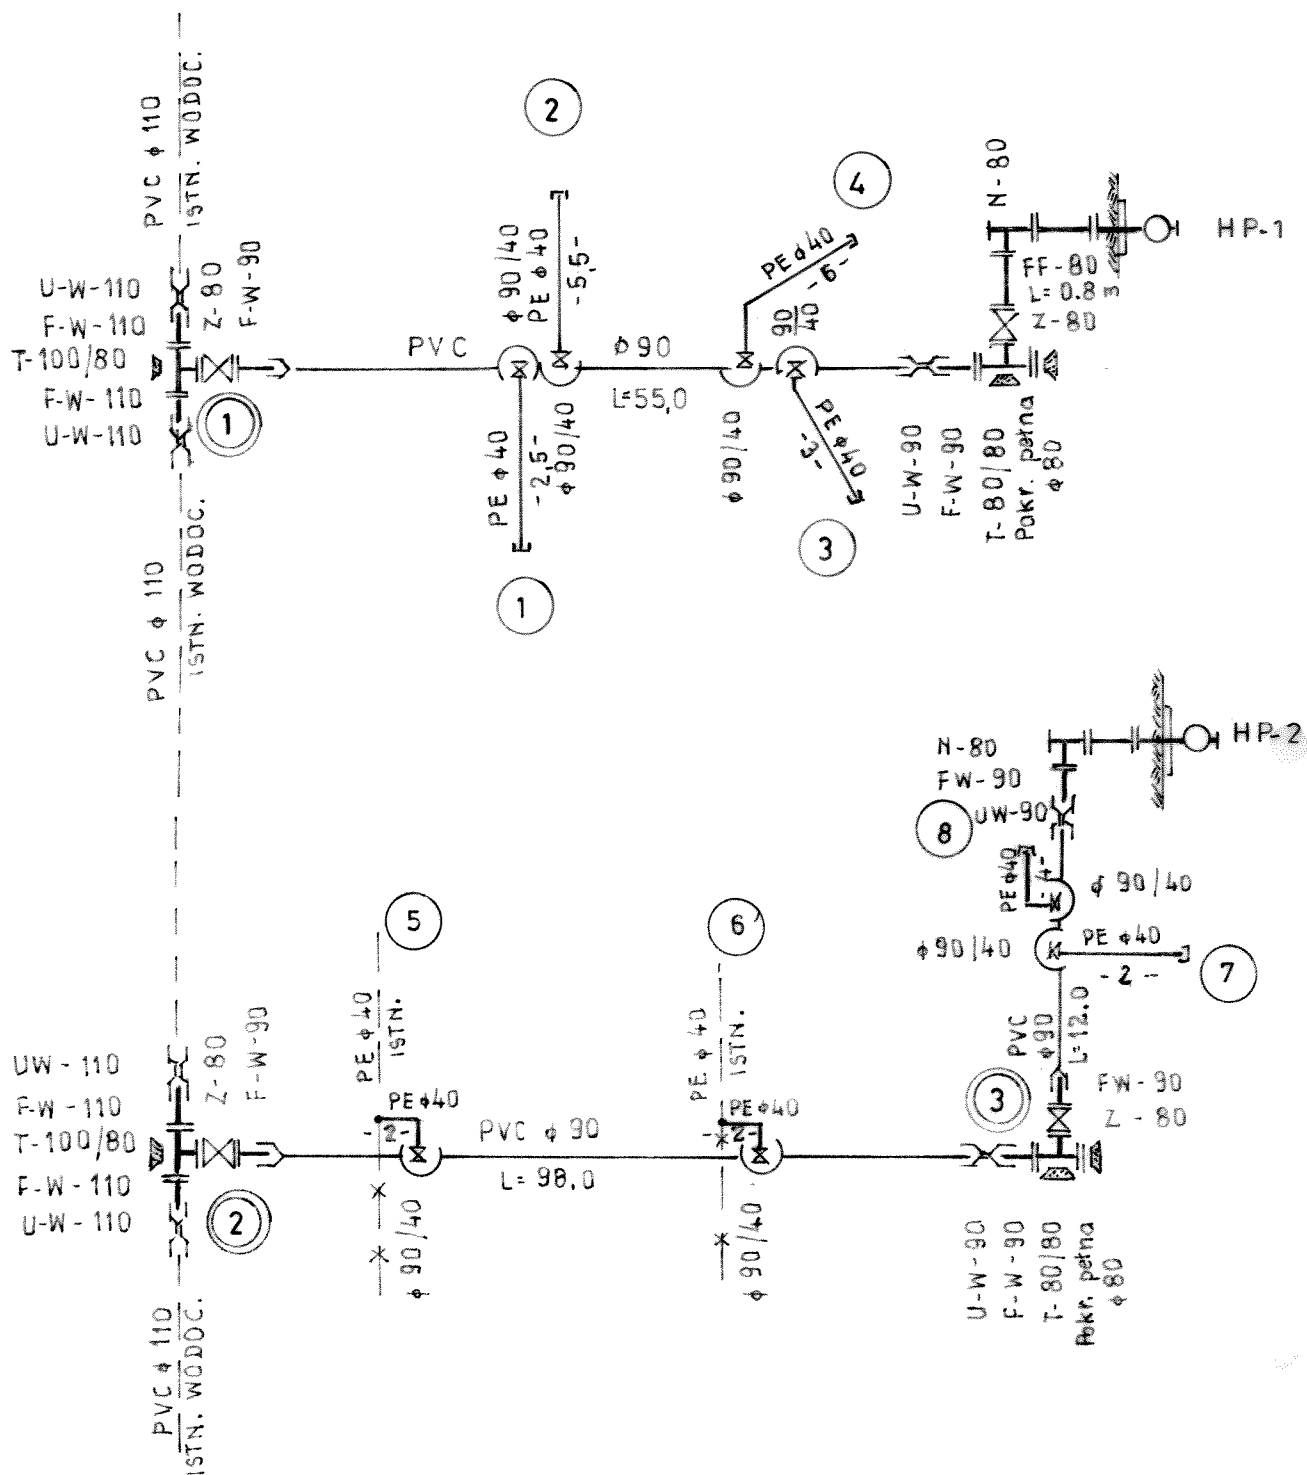 PVC ϕ 110
ISTN. WODOC.
2
4
N-80
HP-1
U-W-110
F-W-110
T-100/80
F-W-110
U-W-110
Z-80
F-W-90
1
PVC
ϕ 90/40
PE ϕ 40
-5,5-
ϕ 90
L=55,0
PE ϕ 40
-6-
90/40
FF-80
L= 0.8 m
Z-80
PE ϕ 40
-2,5-
ϕ 90/40
1
ϕ 90/40
PE ϕ 40
-3-
3
U-W-90
F-W-90
T-80/80
Pokr. pełna
ϕ 80
PVC ϕ 110
ISTN. WODOC.
HP-2
N-80
FW-90
UW-90
8
PE ϕ 40
-4-
ϕ 90/40
ϕ 90/40
PE ϕ 40
-2-
7
5
6
PE ϕ 40
ISTN.
PE ϕ 40
ISTN.
PVC
ϕ 90
L=12.0
UW-110
F-W-110
T-100/80
F-W-110
U-W-110
Z-80
F-W-90
2
PE ϕ 40
-2-
PVC ϕ 90
L= 98,0
PE ϕ 40
-2-
3
FW-90
Z-80
ϕ 90/40
ϕ 90/40
U-W-90
F-W-90
T-80/80
Pokr. pełna
ϕ 80
PVC ϕ 110
ISTN. WODOC.